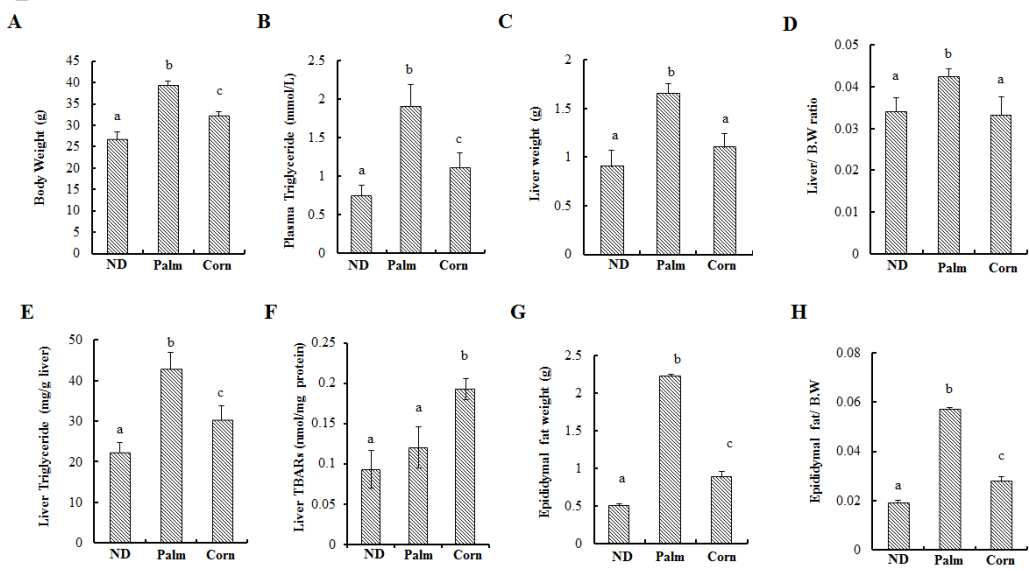 A
Body Weight (g)
45
40
35
30
25
20
15
10
5
0
a
b
c
ND Palm Corn
B
Plasma Triglyceride (mmol/L)
2.5
2
1.5
1
0.5
0
a
b
c
ND Palm Corn
C
Liver weight (g)
2
1.5
1
0.5
0
a
b
a
ND Palm Corn
D
Liver/ B.W ratio
0.05
0.04
0.03
0.02
0.01
0.00
a
b
a
ND Palm Corn
E
Liver Triglyceride (mg/g liver)
50
40
30
20
10
0
a
b
c
ND Palm Corn
F
Liver TBARs (nmol/mg protein)
0.25
0.2
0.15
0.1
0.05
0
a
a
b
ND Palm Corn
G
Epididymal fat weight (g)
2.5
2
1.5
1
0.5
0
a
b
c
ND Palm Corn
H
Epididymal fat/ B.W
0.08
0.06
0.04
0.02
0.00
a
b
c
ND Palm Corn